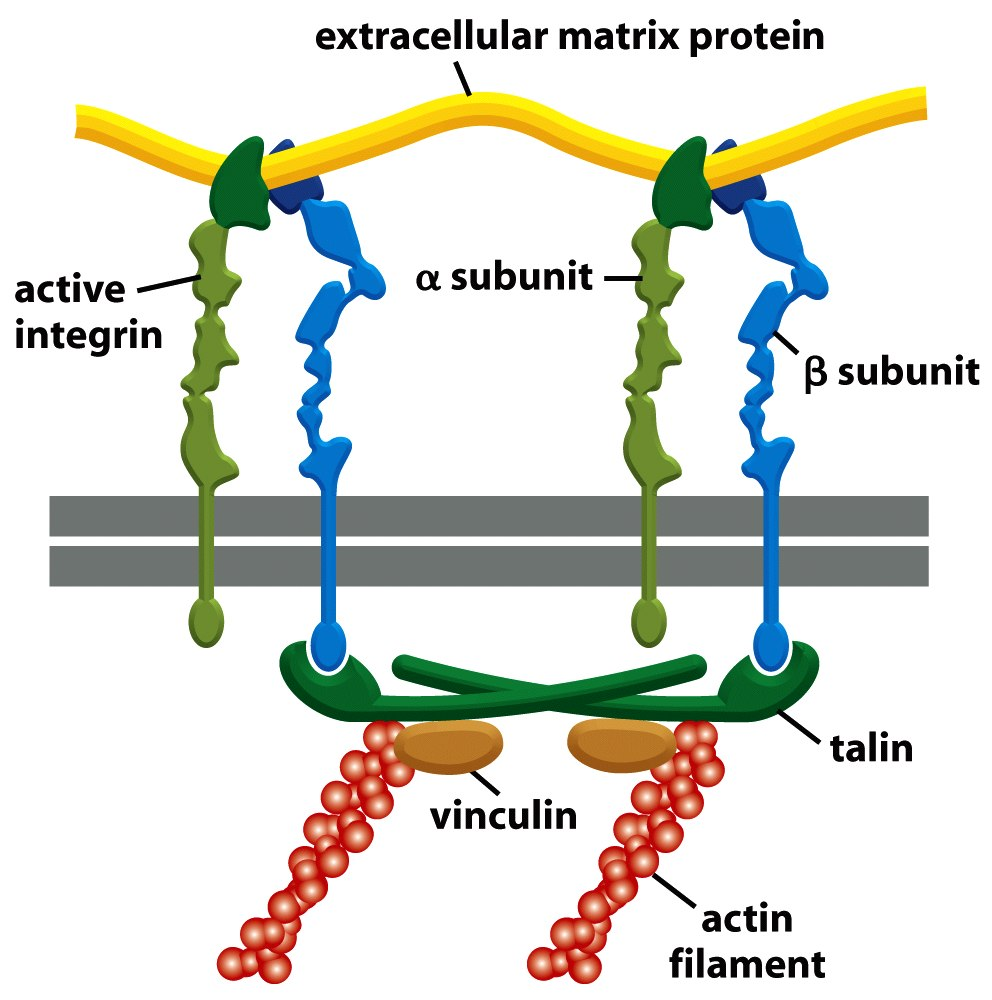 extracellular matrix protein
active
integrin
α subunit
β subunit
talin
vinculin
actin
filament